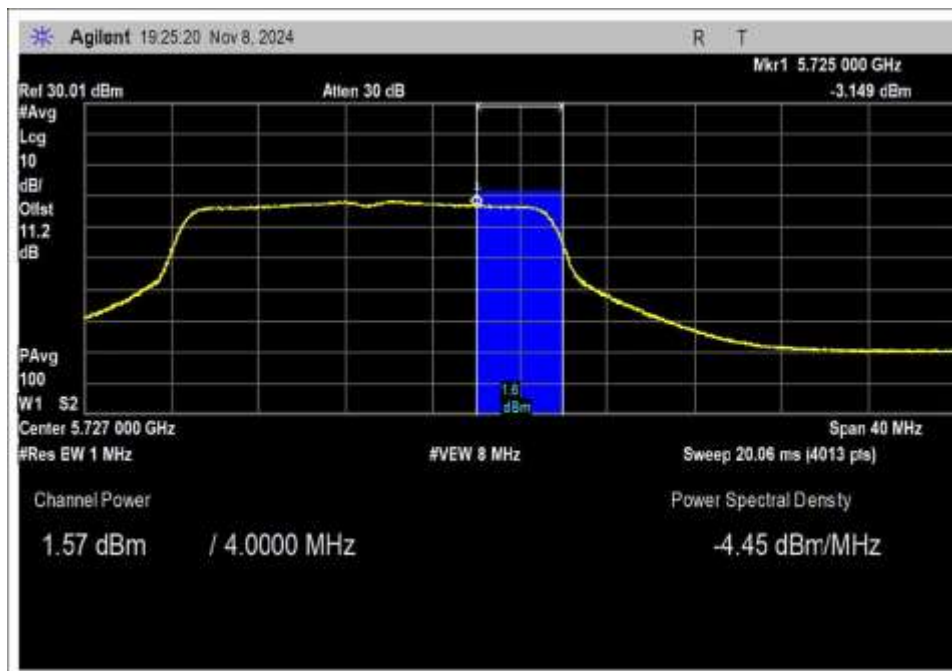 Agilent 19:25:20 Nov 8, 2024 R T
Mkr1 5.725 000 GHz
Ref 30.01 dBm Atten 30 dB -3.149 dBm
#Avg
Log
10
dB/
Offst
11.2
dB
1
PAvg
100
W1 S2
1.6
dBm
Center 5.727 000 GHz Span 40 MHz
#Res BW 1 MHz #VBW 8 MHz Sweep 20.06 ms (4013 pts)
Channel Power Power Spectral Density
1.57 dBm / 4.0000 MHz -4.45 dBm/MHz